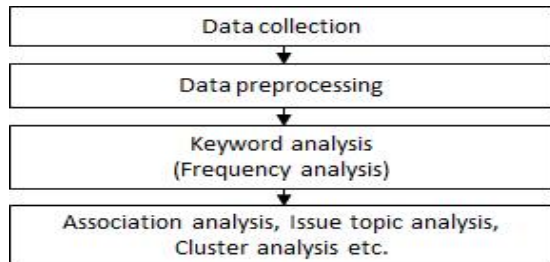 Data collection
Data preprocessing
Keyword analysis
(Frequency analysis)
Association analysis, Issue topic analysis,
Cluster analysis etc.